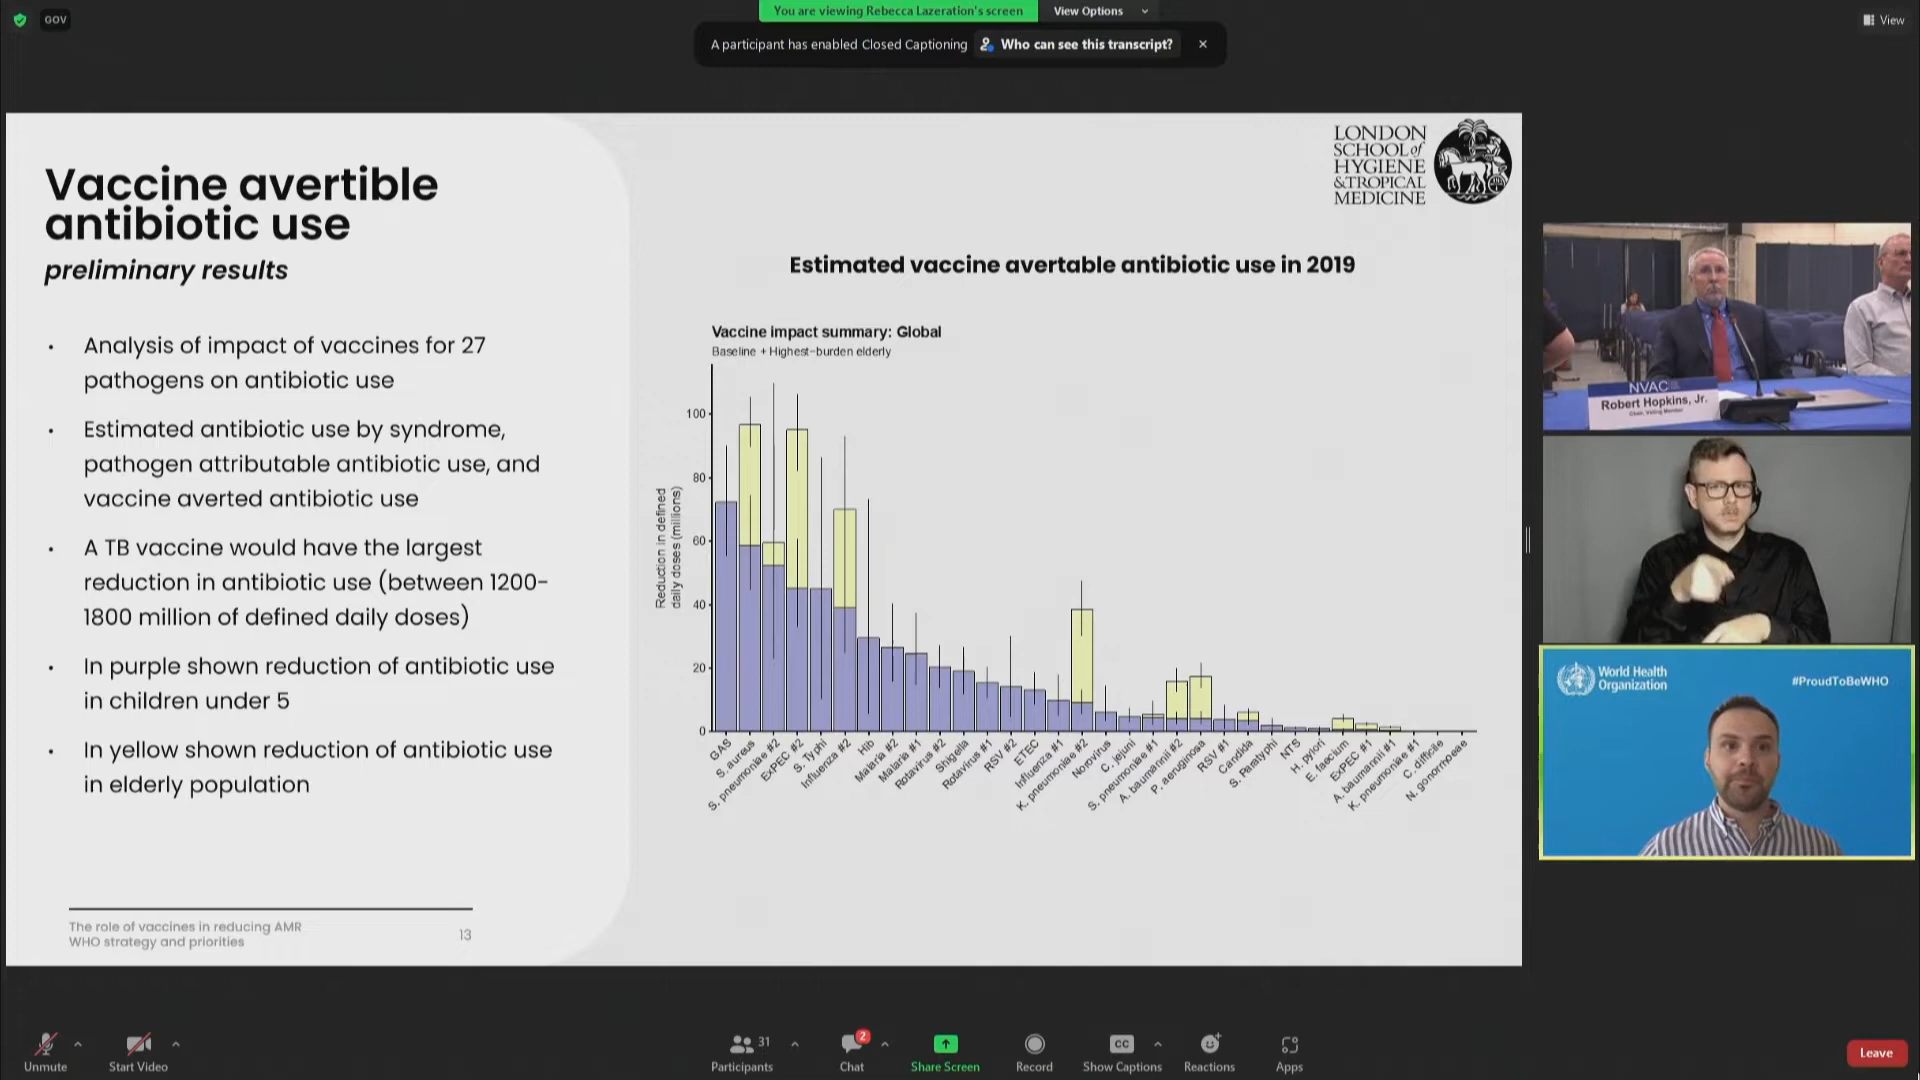 GOV
You are viewing Rebecca Lazeration's screen
View Options
View
A participant has enabled Closed Captioning
Who can see this transcript?
Vaccine avertible
antibiotic use
preliminary results
• Analysis of impact of vaccines for 27
pathogens on antibiotic use
• Estimated antibiotic use by syndrome,
pathogen attributable antibiotic use, and
vaccine averted antibiotic use
• A TB vaccine would have the largest
reduction in antibiotic use (between 1200-
1800 million of defined daily doses)
• In purple shown reduction of antibiotic use
in children under 5
• In yellow shown reduction of antibiotic use
in elderly population
The role of vaccines in reducing AMR
WHO strategy and priorities
13
LONDON
SCHOOL of
HYGIENE
& TROPICAL
MEDICINE
Estimated vaccine avertable antibiotic use in 2019
Vaccine impact summary: Global
Baseline + Highest-burden elderly
Reduction in defined
daily doses (millions)
100
80
60
40
20
0
GAS
S. aureus
S. pneumoniae #2
ExPEC #2
S. Typhi
Influenza #2
Hib
Malaria #2
Malaria #1
Rotavirus #2
Shigella
Rotavirus #1
RSV #2
ETEC
Influenza #1
K. pneumoniae #2
Norovirus
C. jejuni
S. pneumoniae #1
A. baumannii #2
P. aeruginosa
RSV #1
Candida
S. Paratyphi
NTS
H. pylori
E. faecium
ExPEC #1
A. baumannii #1
K. pneumoniae #1
C. difficile
N. gonorrhoeae
NVAC
Robert Hopkins, Jr.
Chair, Voting Member
World Health
Organization
#ProudToBeWHO
Unmute
Start Video
Participants
31
Chat
2
Share Screen
Record
CC
Show Captions
Reactions
Apps
Leave